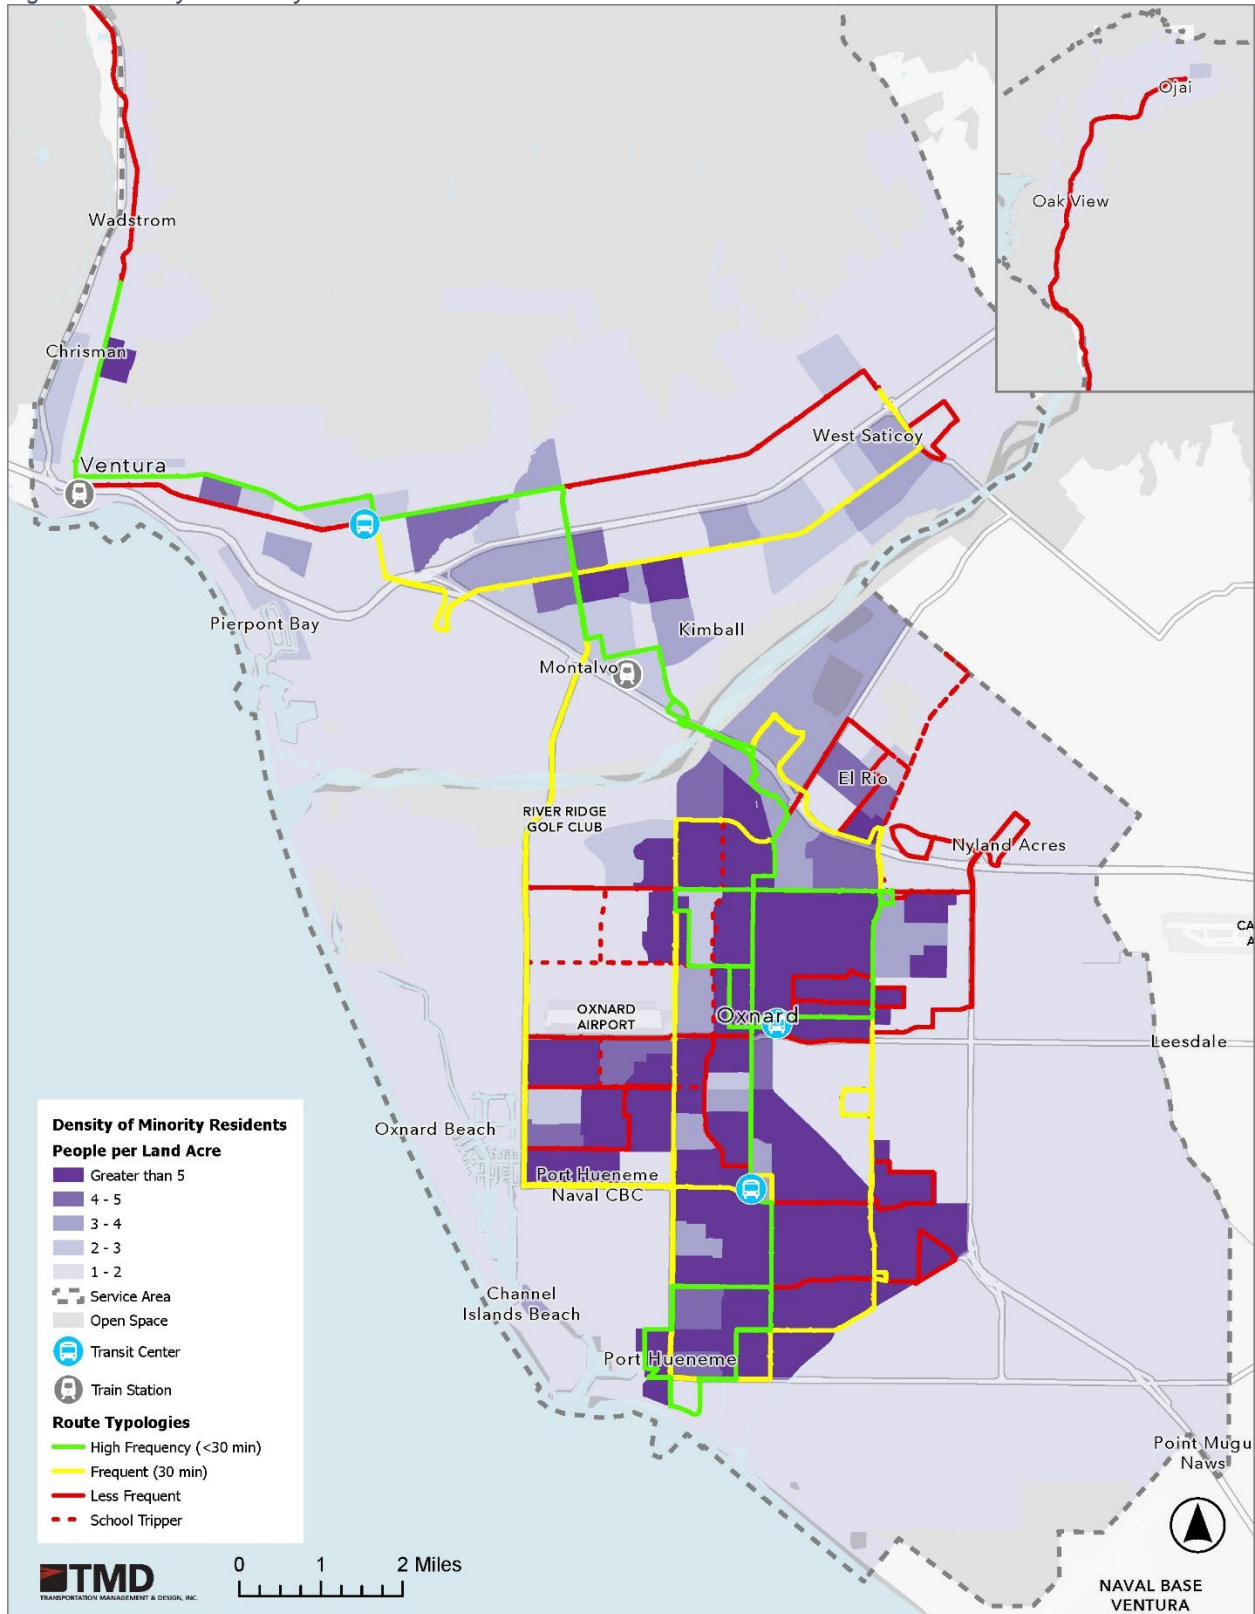 Ojai
Oak View
Wadstrom
Chrisman
Ventura
West Saticoy
Pierpont Bay
Kimball
Montalvo
El Rio
RIVER RIDGE
GOLF CLUB
Nyland Acres
CA
A
OXNARD
AIRPORT
Oxnard
Leesdale
Oxnard Beach
Port Hueneme
Naval CBC
Channel
Islands Beach
Port Hueneme
Point Mugu
Naws
NAVAL BASE
VENTURA
Density of Minority Residents
People per Land Acre
Greater than 5
4 - 5
3 - 4
2 - 3
1 - 2
Service Area
Open Space
Transit Center
Train Station
Route Typologies
High Frequency (<30 min)
Frequent (30 min)
Less Frequent
School Tripper
TMD
TRANSPORTATION MANAGEMENT & DESIGN, INC.
0 1 2 Miles